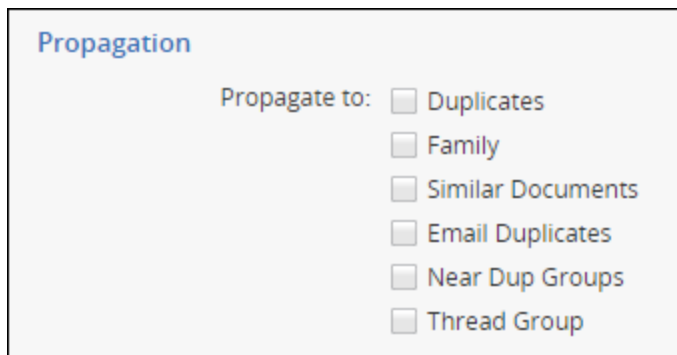 Propagation
Propagate to: Duplicates
Family
Similar Documents
Email Duplicates
Near Dup Groups
Thread Group